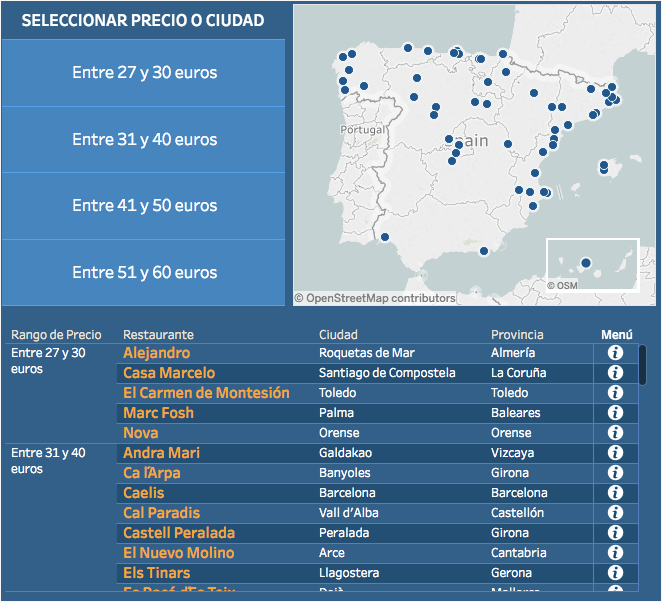 SELECCIONAR PRECIO O CIUDAD
Entre 27 y 30 euros
Entre 31 y 40 euros
Entre 41 y 50 euros
Entre 51 y 60 euros
Portugal
Spain
© OSM
© OpenStreetMap contributors
Rango de Precio Restaurante Ciudad Provincia Menú
Entre 27 y 30 euros Alejandro Roquetas de Mar Almería
Casa Marcelo Santiago de Compostela La Coruña
El Carmen de Montesión Toledo Toledo
Marc Fosh Palma Baleares
Nova Orense Orense
Entre 31 y 40 euros Andra Mari Galdakao Vizcaya
Ca l'Arpa Banyoles Girona
Caelis Barcelona Barcelona
Cal Paradis Vall d'Alba Castellón
Castell Peralada Peralada Girona
El Nuevo Molino Arce Cantabria
Els Tinars Llagostera Gerona